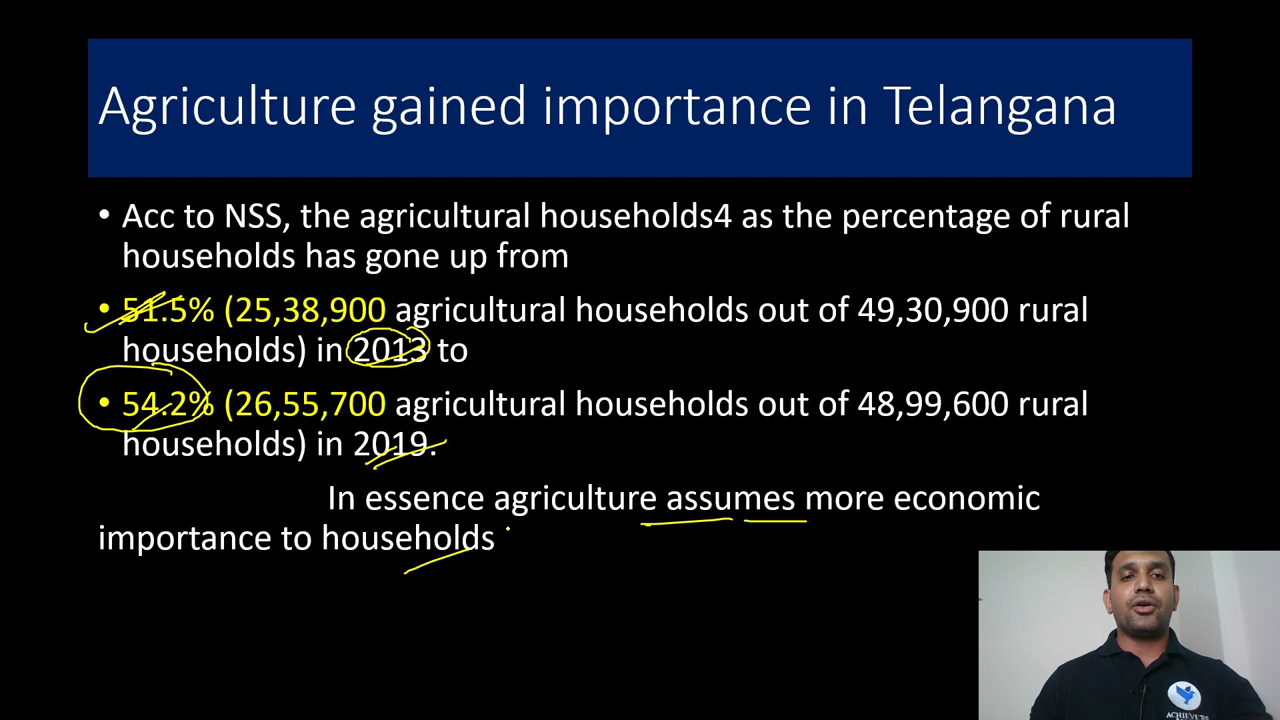 Agriculture gained importance in Telangana
• Acc to NSS, the agricultural households4 as the percentage of rural
households has gone up from
• 51.5% (25,38,900 agricultural households out of 49,30,900 rural
households) in 2013 to
• 54.2% (26,55,700 agricultural households out of 48,99,600 rural
households) in 2019.
In essence agriculture assumes more economic
importance to households